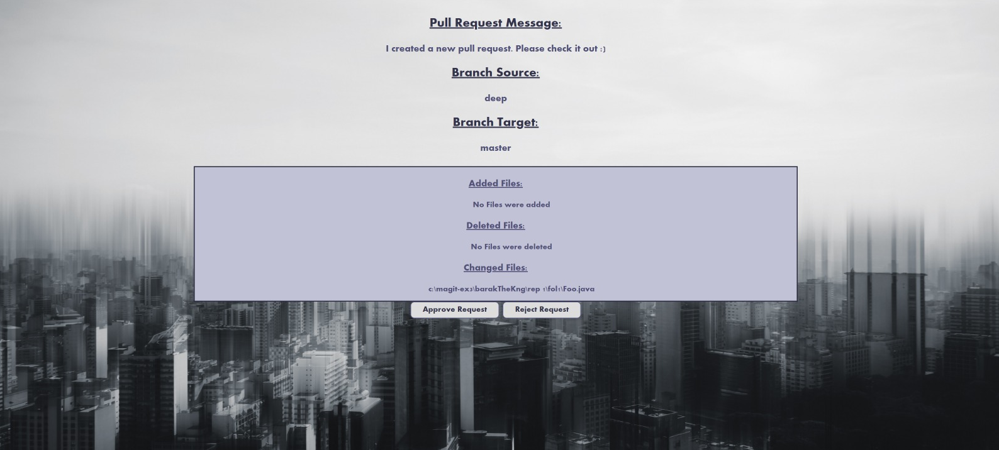 Pull Request Message:
I created a new pull request. Please check it out :)
Branch Source:
deep
Branch Target:
master
Added Files:
No Files were added
Deleted Files:
No Files were deleted
Changed Files:
c:\magit-ex3\barakTheKng\rep 1\fol1\Foo.java
Approve Request Reject Request